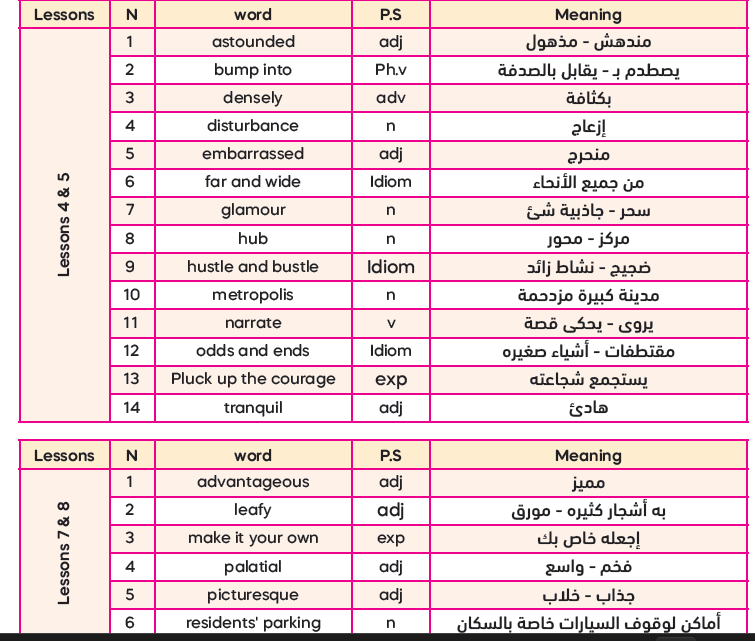 Lessons N word P.S Meaning
Lessons 4 & 5
1 astounded adj مندهش - مذهول
2 bump into Ph.v يصطدم بـ - يقابل بالصدفة
3 densely adv بكثافة
4 disturbance n إزعاج
5 embarrassed adj منحرج
6 far and wide Idiom من جميع الأنحاء
7 glamour n سحر - جاذبية شئ
8 hub n مركز - محور
9 hustle and bustle Idiom ضجيج - نشاط زائد
10 metropolis n مدينة كبيرة مزدحمة
11 narrate v يروى - يحكى قصة
12 odds and ends Idiom مقتطفات - أشياء صغيره
13 Pluck up the courage exp يستجمع شجاعته
14 tranquil adj هادئ
Lessons N word P.S Meaning
Lessons 7 & 8
1 advantageous adj مميز
2 leafy adj به أشجار كثيره - مورق
3 make it your own exp إجعله خاص بك
4 palatial adj فخم - واسع
5 picturesque adj جذاب - خلاب
6 residents' parking n أماكن لوقوف السيارات خاصة بالسكان